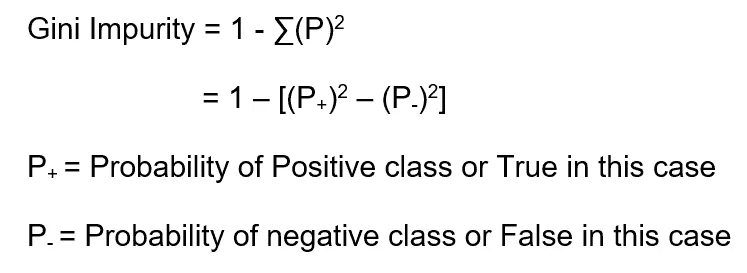 Gini Impurity = 1 - ∑(P)²
= 1 – [(P₊)² – (P₋)²]
P₊ = Probability of Positive class or True in this case
P₋ = Probability of negative class or False in this case